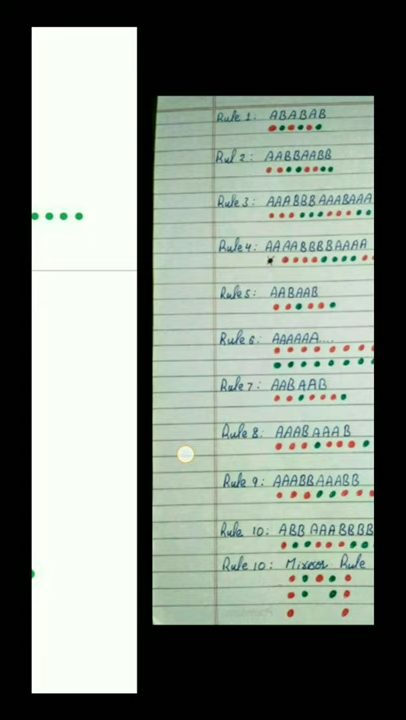 Rule 1: ABABAB
Rul 2: AABBAABB
Rule 3: AAABBBAAABAAA
Rule 4: AAAABBBBAAAA
Rule 5: AABAAB
Rule 6: AAAAAA....
Rule 7: AABAAB
Rule 8: AAABAAAB
Rule 9: AAABBAAABB
Rule 10: ABBAAABBBB
Rule 10: Mixor Rule